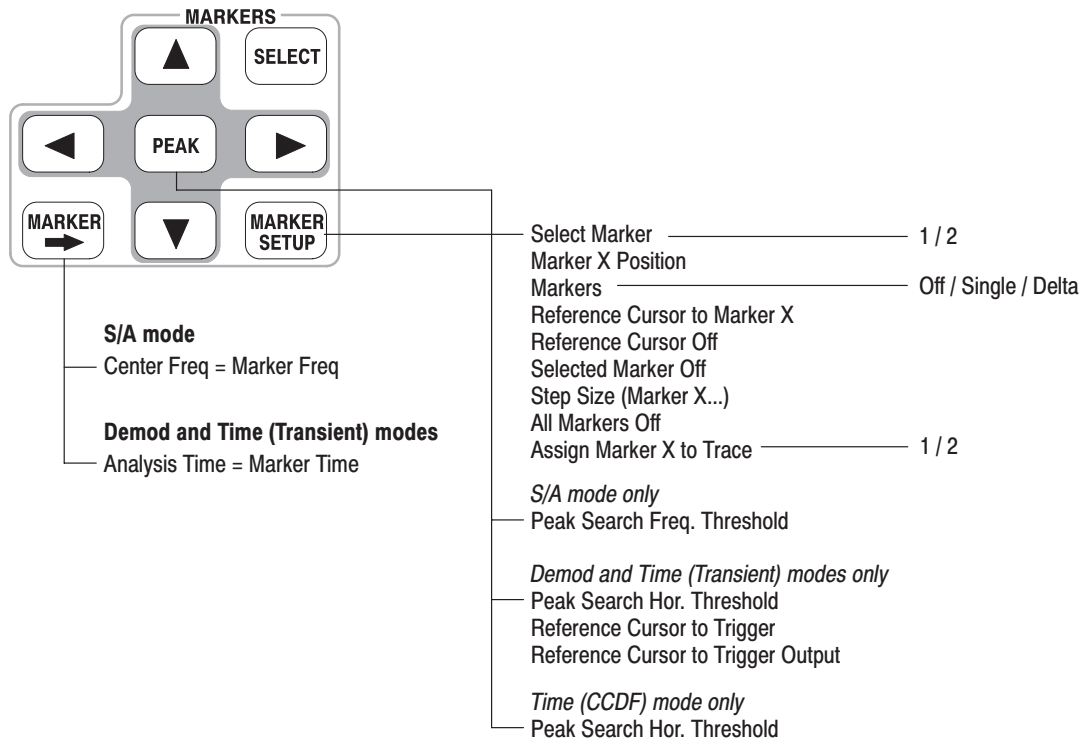 MARKERS
SELECT
PEAK
MARKER
MARKER
SETUP
S/A mode
Center Freq = Marker Freq
Demod and Time (Transient) modes
Analysis Time = Marker Time
Select Marker 1 / 2
Marker X Position
Markers Off / Single / Delta
Reference Cursor to Marker X
Reference Cursor Off
Selected Marker Off
Step Size (Marker X...)
All Markers Off
Assign Marker X to Trace 1 / 2
S/A mode only
Peak Search Freq. Threshold
Demod and Time (Transient) modes only
Peak Search Hor. Threshold
Reference Cursor to Trigger
Reference Cursor to Trigger Output
Time (CCDF) mode only
Peak Search Hor. Threshold